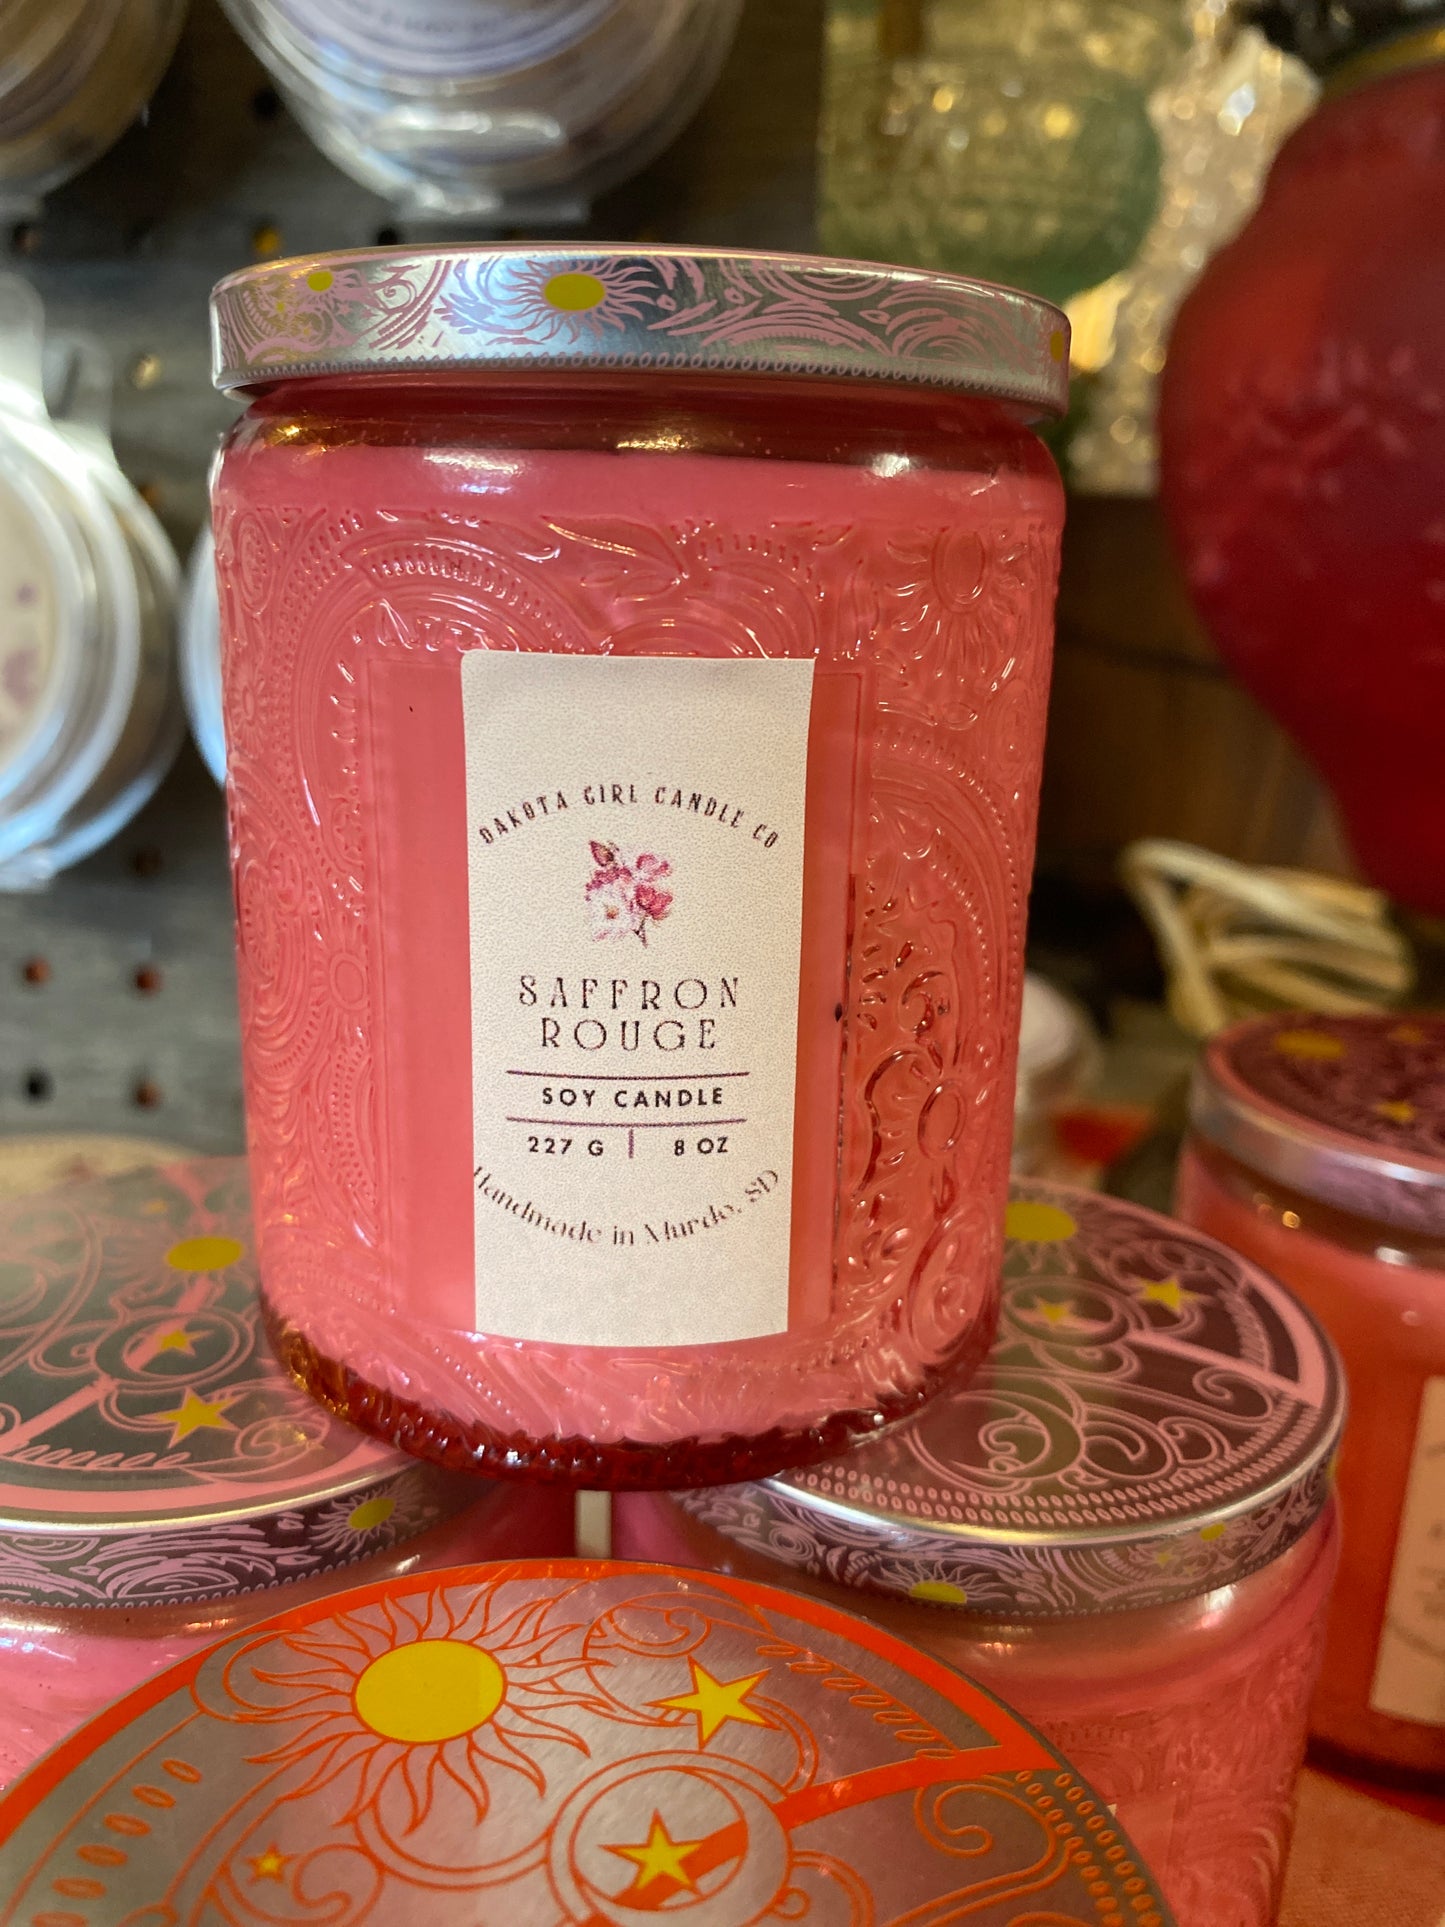 DAKOTA GIRL CANDLE CO
SAFFRON
ROUGE
SOY CANDLE
227 G | 8 OZ
Handmade in Murdo, SD